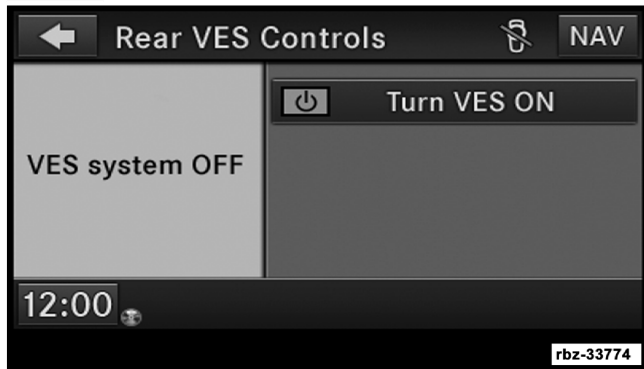 Rear VES Controls
NAV
Turn VES ON
VES system OFF
12:00
rbz-33774